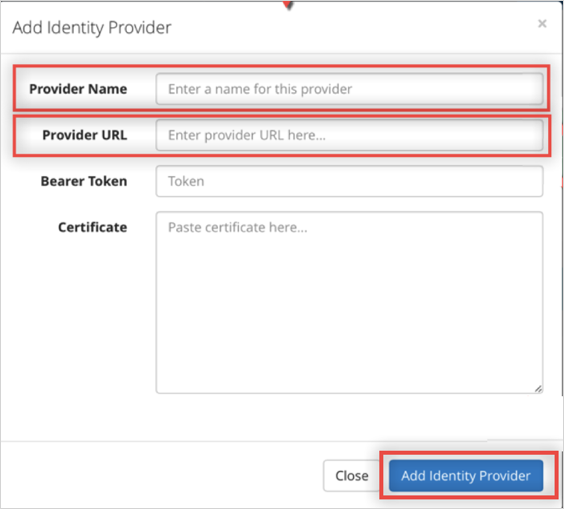 Add Identity Provider ×
Provider Name Enter a name for this provider
Provider URL Enter provider URL here...
Bearer Token Token
Certificate Paste certificate here...
Close Add Identity Provider